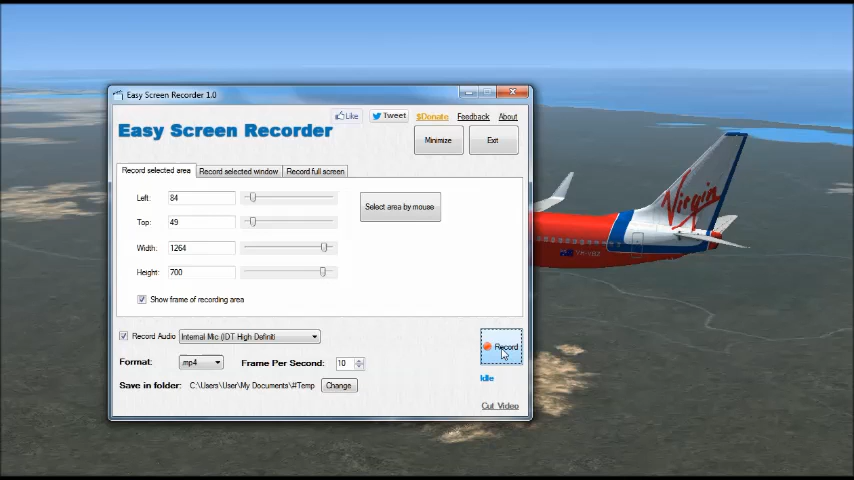 Easy Screen Recorder 1.0
Like
Tweet
$Donate
Feedback
About
Easy Screen Recorder
Minimize
Exit
Record selected area
Record selected window
Record full screen
Left:
84
Select area by mouse
Top:
49
Width:
1264
Height:
700
Show frame of recording area
Record Audio
Internal Mic (IDT High Definiti
Record
Format:
mp4
Frame Per Second:
10
Idle
Save in folder:
C:\Users\User\My Documents\#Temp
Change
Cut Video
Virgin